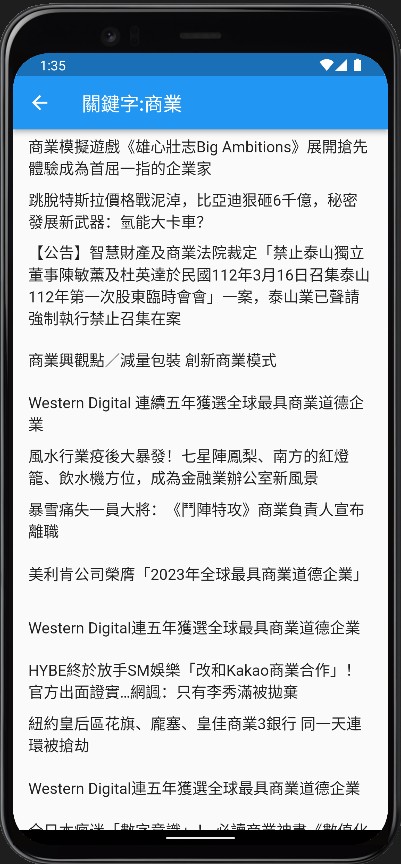 1:35
關鍵字:商業
商業模擬遊戲《雄心壯志Big Ambitions》展開搶先
體驗成為首屈一指的企業家
跳脫特斯拉價格戰泥淖，比亞迪狠砸6千億，秘密
發展新武器：氫能大卡車?
【公告】智慧財產及商業法院裁定「禁止泰山獨立
董事陳敏薰及杜英達於民國112年3月16日召集泰山
112年第一次股東臨時會會」一案，泰山業已聲請
強制執行禁止召集在案
商業興觀點／減量包裝 創新商業模式
Western Digital 連續五年獲選全球最具商業道德企
業
風水行業疫後大暴發！七星陣鳳梨、南方的紅燈
籠、飲水機方位，成為金融業辦公室新風景
暴雪痛失一員大將：《鬥陣特攻》商業負責人宣布
離職
美利肯公司榮膺「2023年全球最具商業道德企業」
Western Digital連五年獲選全球最具商業道德企業
HYBE終於放手SM娛樂「改和Kakao商業合作」！
官方出面證實…網諷：只有李秀滿被拋棄
紐約皇后區花旗、龐塞、皇佳商業3銀行 同一天連
環被搶劫
Western Digital連五年獲選全球最具商業道德企業
全日本瘋迷「數字意識」！ 必讀商業神書《數值化